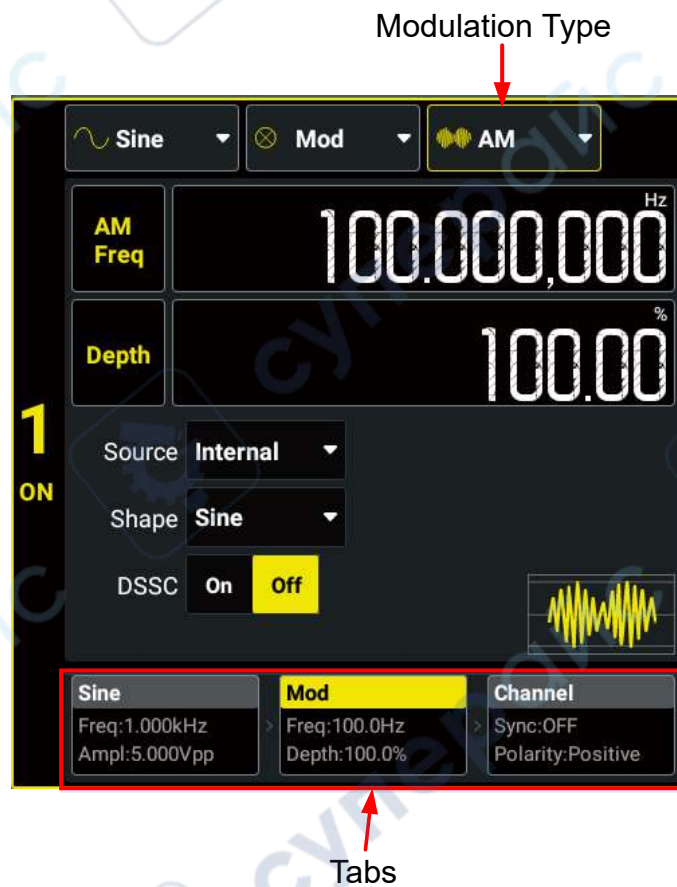 Modulation Type
Sine
Mod
AM
AM
Freq
Hz
100.000,000
Depth
%
100.00
1
ON
Source Internal
Shape Sine
DSSC On Off
Sine
Freq:1.000kHz
Ampl:5.000Vpp
>
Mod
Freq:100.0Hz
Depth:100.0%
>
Channel
Sync:OFF
Polarity:Positive
Tabs
суперайс